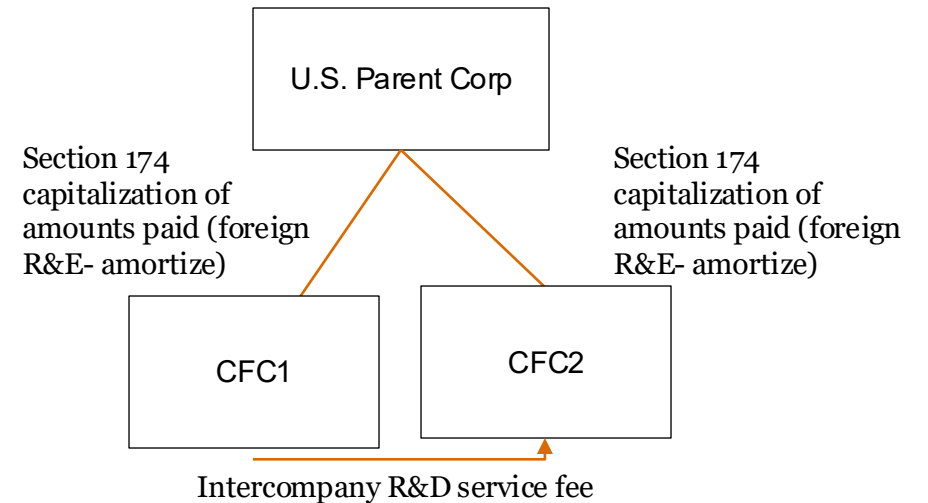 U.S. Parent Corp
Section 174
capitalization of
amounts paid (foreign
R&E- amortize)
Section 174
capitalization of
amounts paid (foreign
R&E- amortize)
CFC1
CFC2
Intercompany R&D service fee